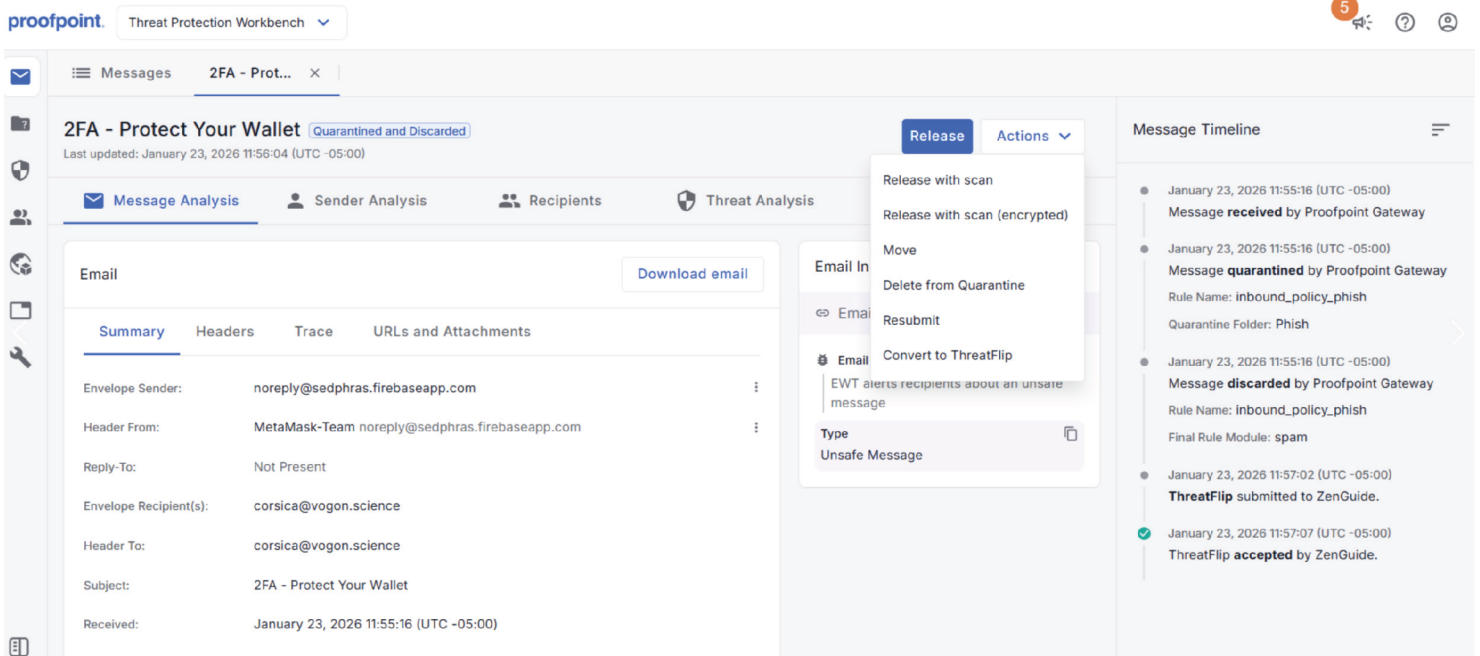 proofpoint.
Threat Protection Workbench
5
Messages
2FA - Prot...
2FA - Protect Your Wallet
Quarantined and Discarded
Last updated: January 23, 2026 11:56:04 (UTC -05:00)
Release
Actions
Release with scan
Release with scan (encrypted)
Move
Delete from Quarantine
Resubmit
Convert to ThreatFlip
Message Analysis
Sender Analysis
Recipients
Threat Analysis
Email
Download email
Summary
Headers
Trace
URLs and Attachments
Envelope Sender: noreply@sedphras.firebaseapp.com
Header From: MetaMask-Team noreply@sedphras.firebaseapp.com
Reply-To: Not Present
Envelope Recipient(s): corsica@vogon.science
Header To: corsica@vogon.science
Subject: 2FA - Protect Your Wallet
Received: January 23, 2026 11:55:16 (UTC -05:00)
Email In
Emai
Email
EWT alerts recipients about an unsafe
message
Type
Unsafe Message
Message Timeline
January 23, 2026 11:55:16 (UTC -05:00)
Message received by Proofpoint Gateway
January 23, 2026 11:55:16 (UTC -05:00)
Message quarantined by Proofpoint Gateway
Rule Name: inbound_policy_phish
Quarantine Folder: Phish
January 23, 2026 11:55:16 (UTC -05:00)
Message discarded by Proofpoint Gateway
Rule Name: inbound_policy_phish
Final Rule Module: spam
January 23, 2026 11:57:02 (UTC -05:00)
ThreatFlip submitted to ZenGuide.
January 23, 2026 11:57:07 (UTC -05:00)
ThreatFlip accepted by ZenGuide.